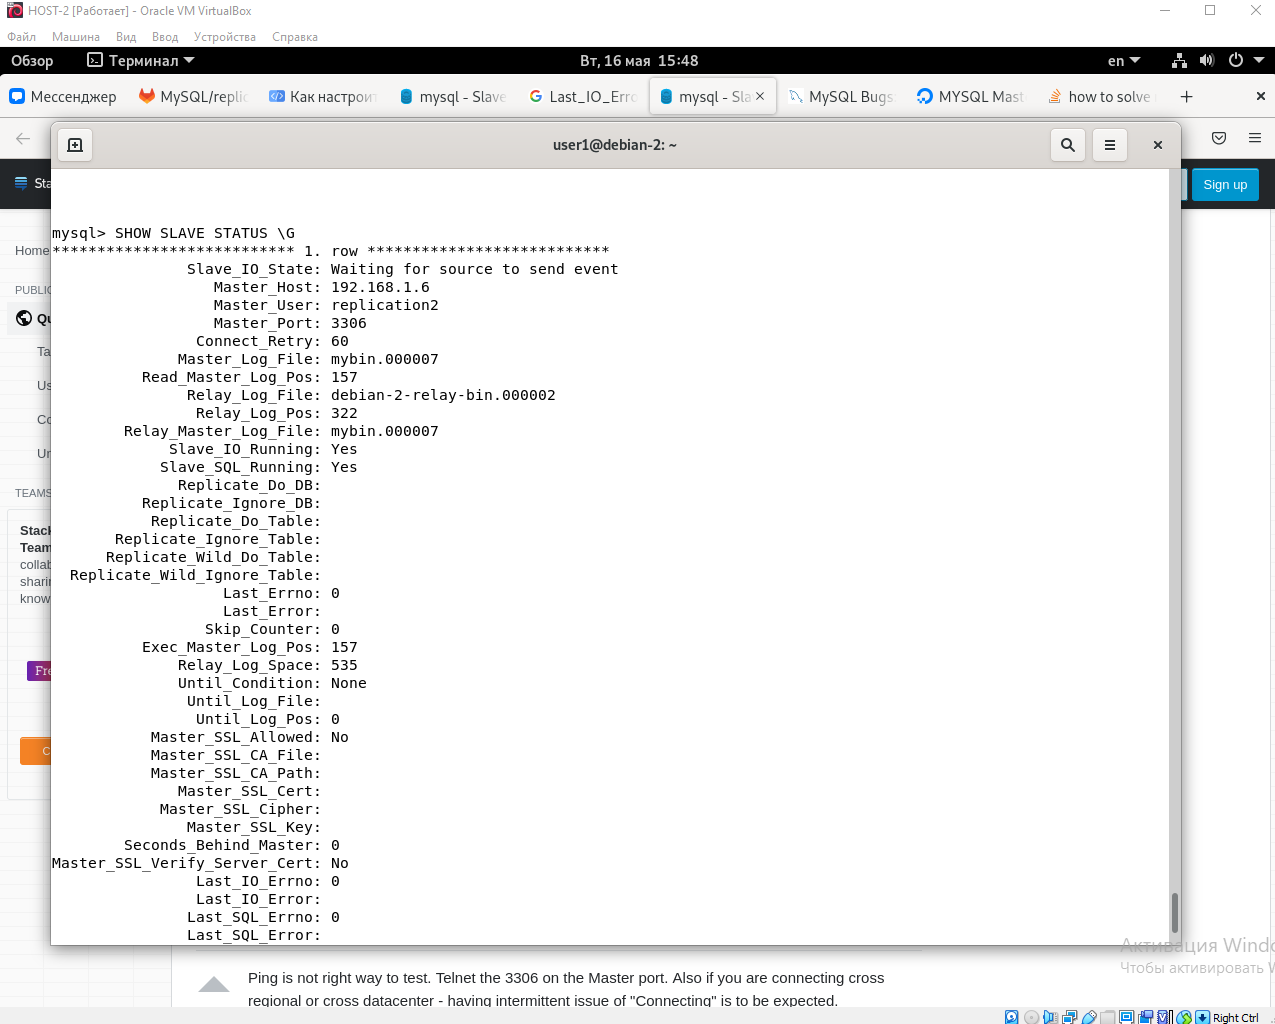 HOST-2 [Работает] - Oracle VM VirtualBox
Файл Машина Вид Ввод Устройства Справка
Обзор Терминал Вт, 16 мая 15:48 en
Мессенджер MySQL/replic Как настроит mysql - Slave Last_IO_Erro mysql - Sla MySQL Bugs MYSQL Mast how to solve
user1@debian-2: ~
Sta Sign up
Home
PUBLIC
Qu
Ta
Us
Co
Un
TEAMS
Stack
Team
collab
sharin
know
Fre
mysql> SHOW SLAVE STATUS \G
*************************** 1. row ***************************
Slave_IO_State: Waiting for source to send event
Master_Host: 192.168.1.6
Master_User: replication2
Master_Port: 3306
Connect_Retry: 60
Master_Log_File: mybin.000007
Read_Master_Log_Pos: 157
Relay_Log_File: debian-2-relay-bin.000002
Relay_Log_Pos: 322
Relay_Master_Log_File: mybin.000007
Slave_IO_Running: Yes
Slave_SQL_Running: Yes
Replicate_Do_DB:
Replicate_Ignore_DB:
Replicate_Do_Table:
Replicate_Ignore_Table:
Replicate_Wild_Do_Table:
Replicate_Wild_Ignore_Table:
Last_Errno: 0
Last_Error:
Skip_Counter: 0
Exec_Master_Log_Pos: 157
Relay_Log_Space: 535
Until_Condition: None
Until_Log_File:
Until_Log_Pos: 0
Master_SSL_Allowed: No
Master_SSL_CA_File:
Master_SSL_CA_Path:
Master_SSL_Cert:
Master_SSL_Cipher:
Master_SSL_Key:
Seconds_Behind_Master: 0
Master_SSL_Verify_Server_Cert: No
Last_IO_Errno: 0
Last_IO_Error:
Last_SQL_Errno: 0
Last_SQL_Error:
Активация Windo
Чтобы активировать W
Ping is not right way to test. Telnet the 3306 on the Master port. Also if you are connecting cross
regional or cross datacenter - having intermittent issue of "Connecting" is to be expected.
Right Ctrl